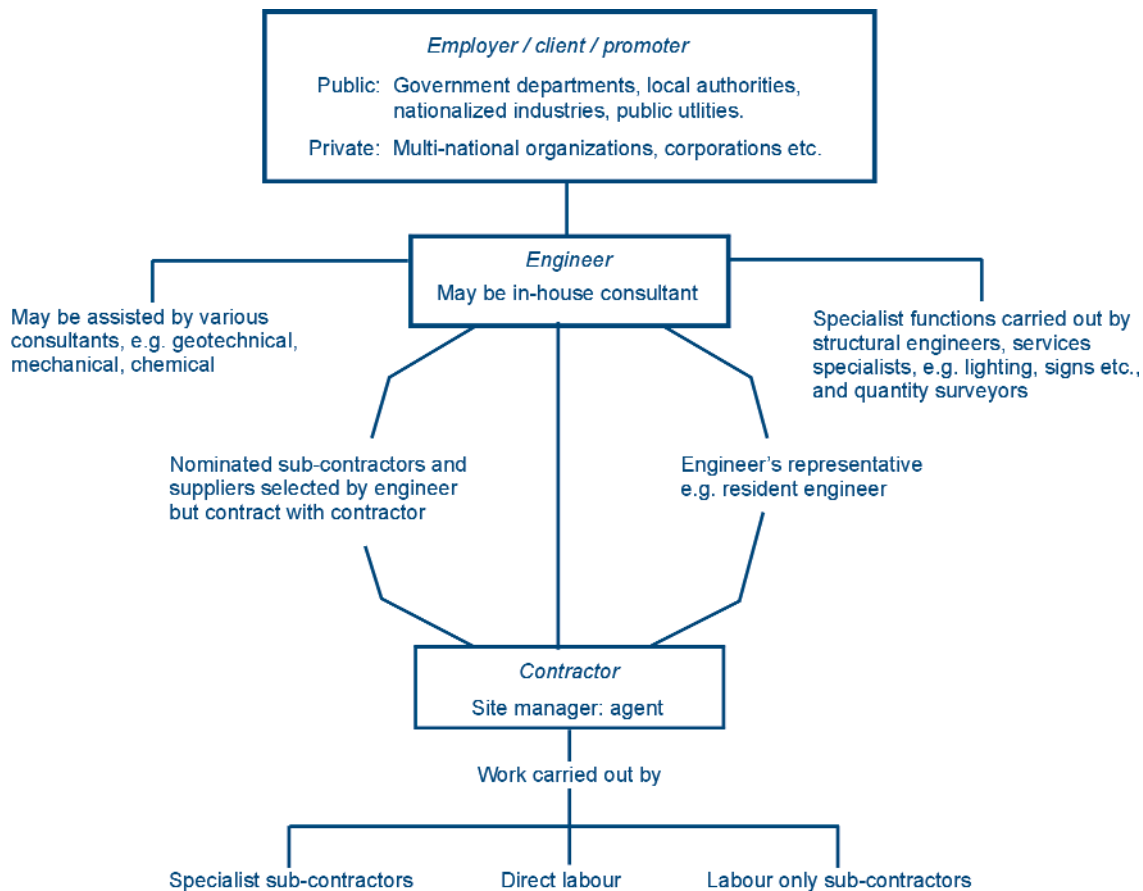 Employer / client / promoter
Public: Government departments, local authorities,
nationalized industries, public utlities.
Private: Multi-national organizations, corporations etc.
Engineer
May be in-house consultant
May be assisted by various
consultants, e.g. geotechnical,
mechanical, chemical
Specialist functions carried out by
structural engineers, services
specialists, e.g. lighting, signs etc.,
and quantity surveyors
Nominated sub-contractors and
suppliers selected by engineer
but contract with contractor
Engineer's representative
e.g. resident engineer
Contractor
Site manager: agent
Work carried out by
Specialist sub-contractors
Direct labour
Labour only sub-contractors